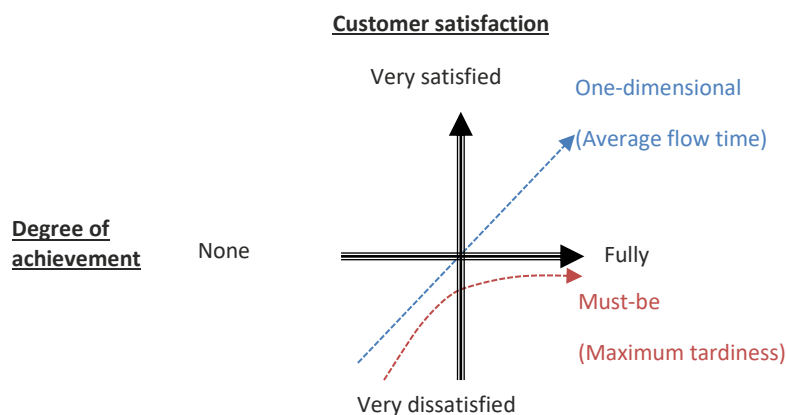 Customer satisfaction
Very satisfied
One-dimensional
(Average flow time)
Degree of
achievement
None
Fully
Must-be
(Maximum tardiness)
Very dissatisfied